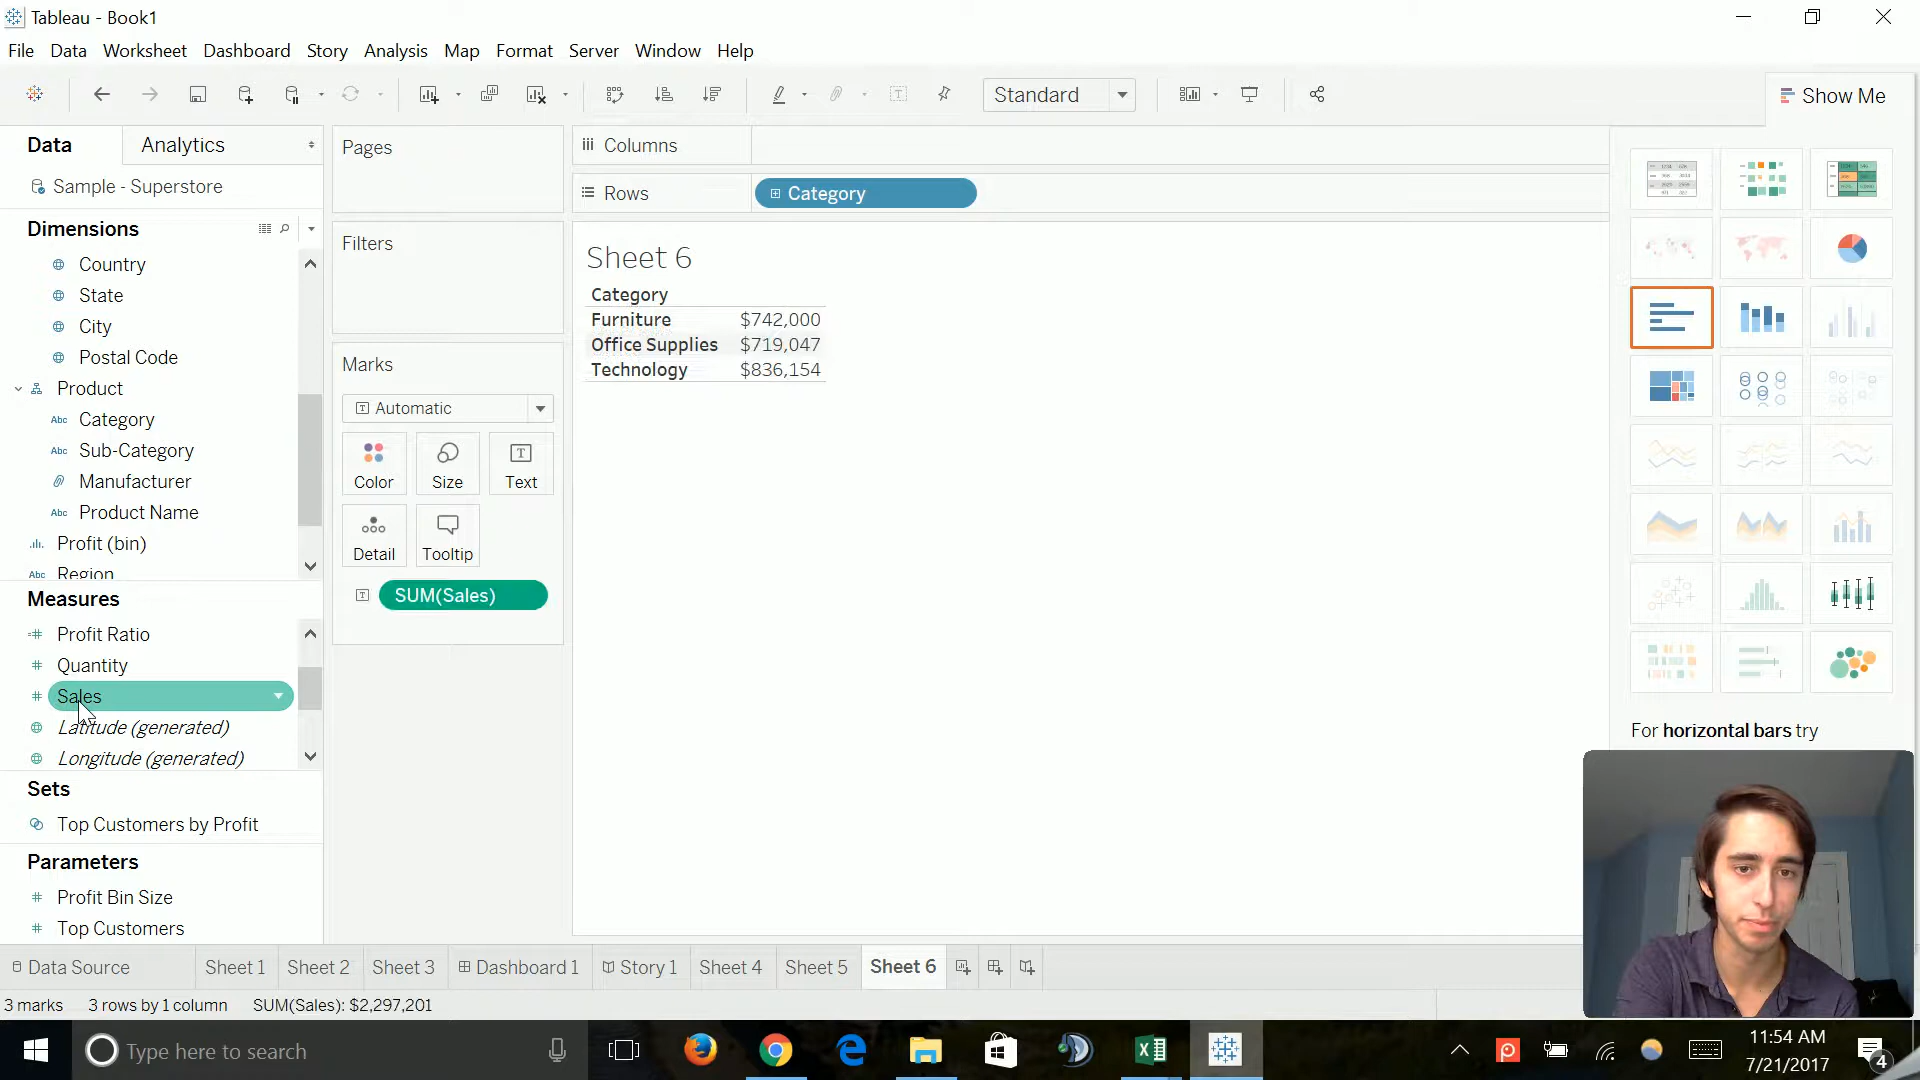 Tableau - Book1
File Data Worksheet Dashboard Story Analysis Map Format Server Window Help
Standard
Show Me
Data Analytics
Pages
Columns
Sample - Superstore
Rows
Category
Dimensions
Filters
Sheet 6
Country
State
City
Postal Code
Product
Abc Category
Abc Sub-Category
Manufacturer
Abc Product Name
Profit (bin)
Abc Region
Category
Furniture $742,000
Office Supplies $719,047
Technology $836,154
Marks
Automatic
Color Size Text
Detail Tooltip
SUM(Sales)
Measures
Profit Ratio
Quantity
Sales
Latitude (generated)
Longitude (generated)
For horizontal bars try
Sets
Top Customers by Profit
Parameters
Profit Bin Size
Top Customers
Data Source Sheet 1 Sheet 2 Sheet 3 Dashboard 1 Story 1 Sheet 4 Sheet 5 Sheet 6
3 marks 3 rows by 1 column SUM(Sales): $2,297,201
Type here to search
11:54 AM
7/21/2017
4